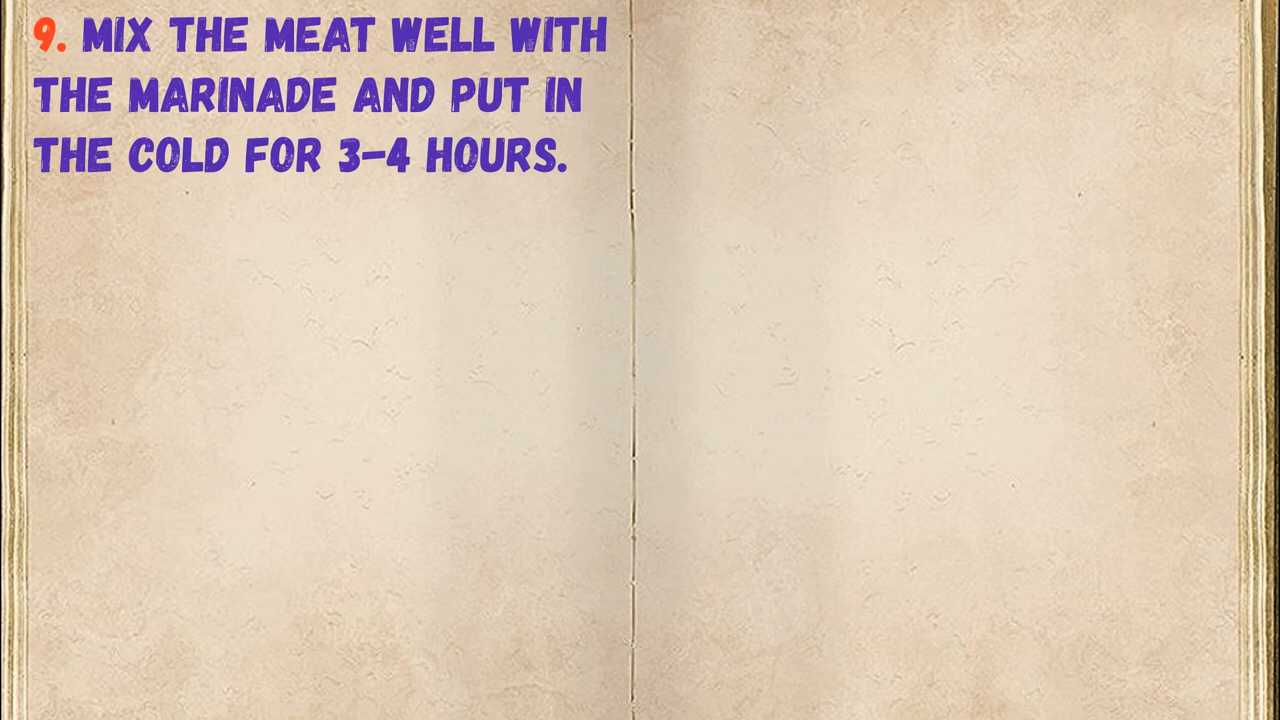 9. MIX THE MEAT WELL WITH
THE MARINADE AND PUT IN
THE COLD FOR 3-4 HOURS.